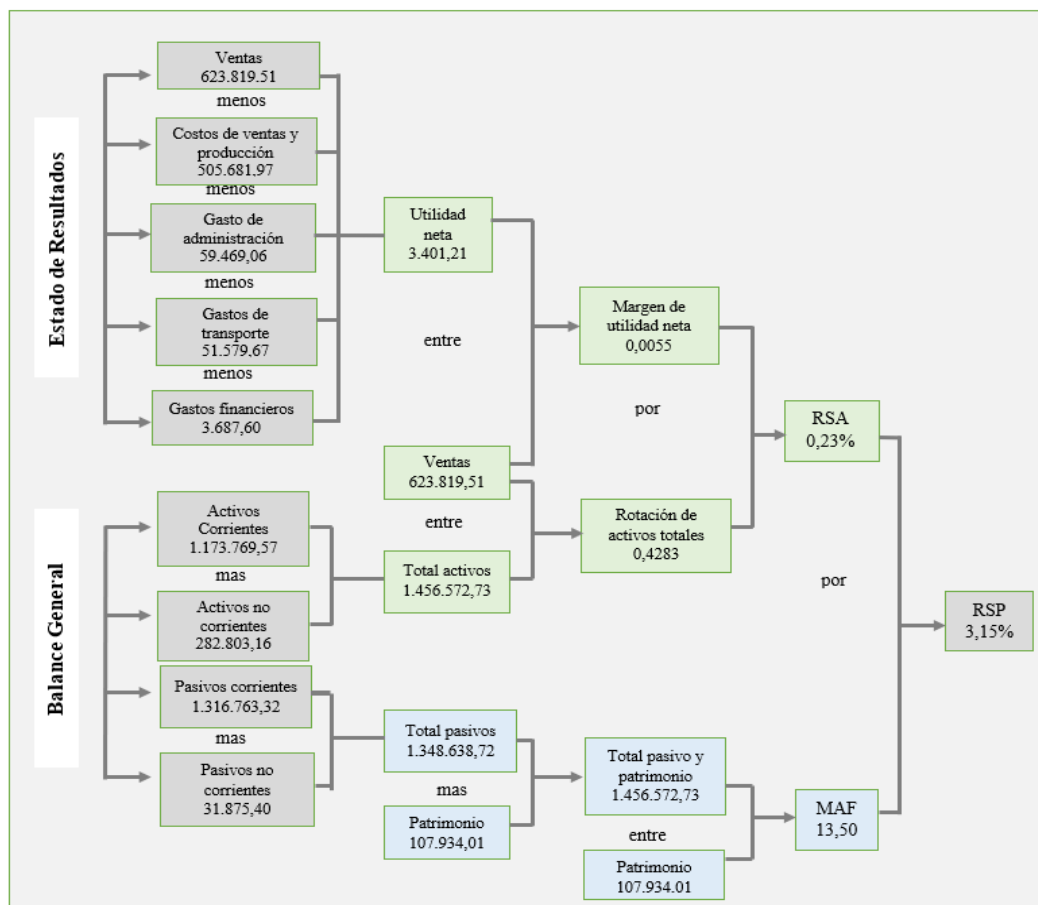 Estado de Resultados
Ventas
623.819.51
menos
Costos de ventas y
producción
505.681,97
menos
Gasto de
administración
59.469,06
menos
Gastos de
transporte
51.579,67
menos
Gastos financieros
3.687,60
Utilidad
neta
3.401,21
entre
Ventas
623.819,51
entre
Total activos
1.456.572,73
Margen de
utilidad neta
0,0055
por
Rotación de
activos totales
0,4283
RSA
0,23%
por
RSP
3,15%
Balance General
Activos
Corrientes
1.173.769,57
mas
Activos no
corrientes
282.803,16
Pasivos corrientes
1.316.763,32
mas
Pasivos no
corrientes
31.875,40
Total pasivos
1.348.638,72
mas
Patrimonio
107.934,01
Total pasivo y
patrimonio
1.456.572,73
entre
Patrimonio
107.934.01
MAF
13,50